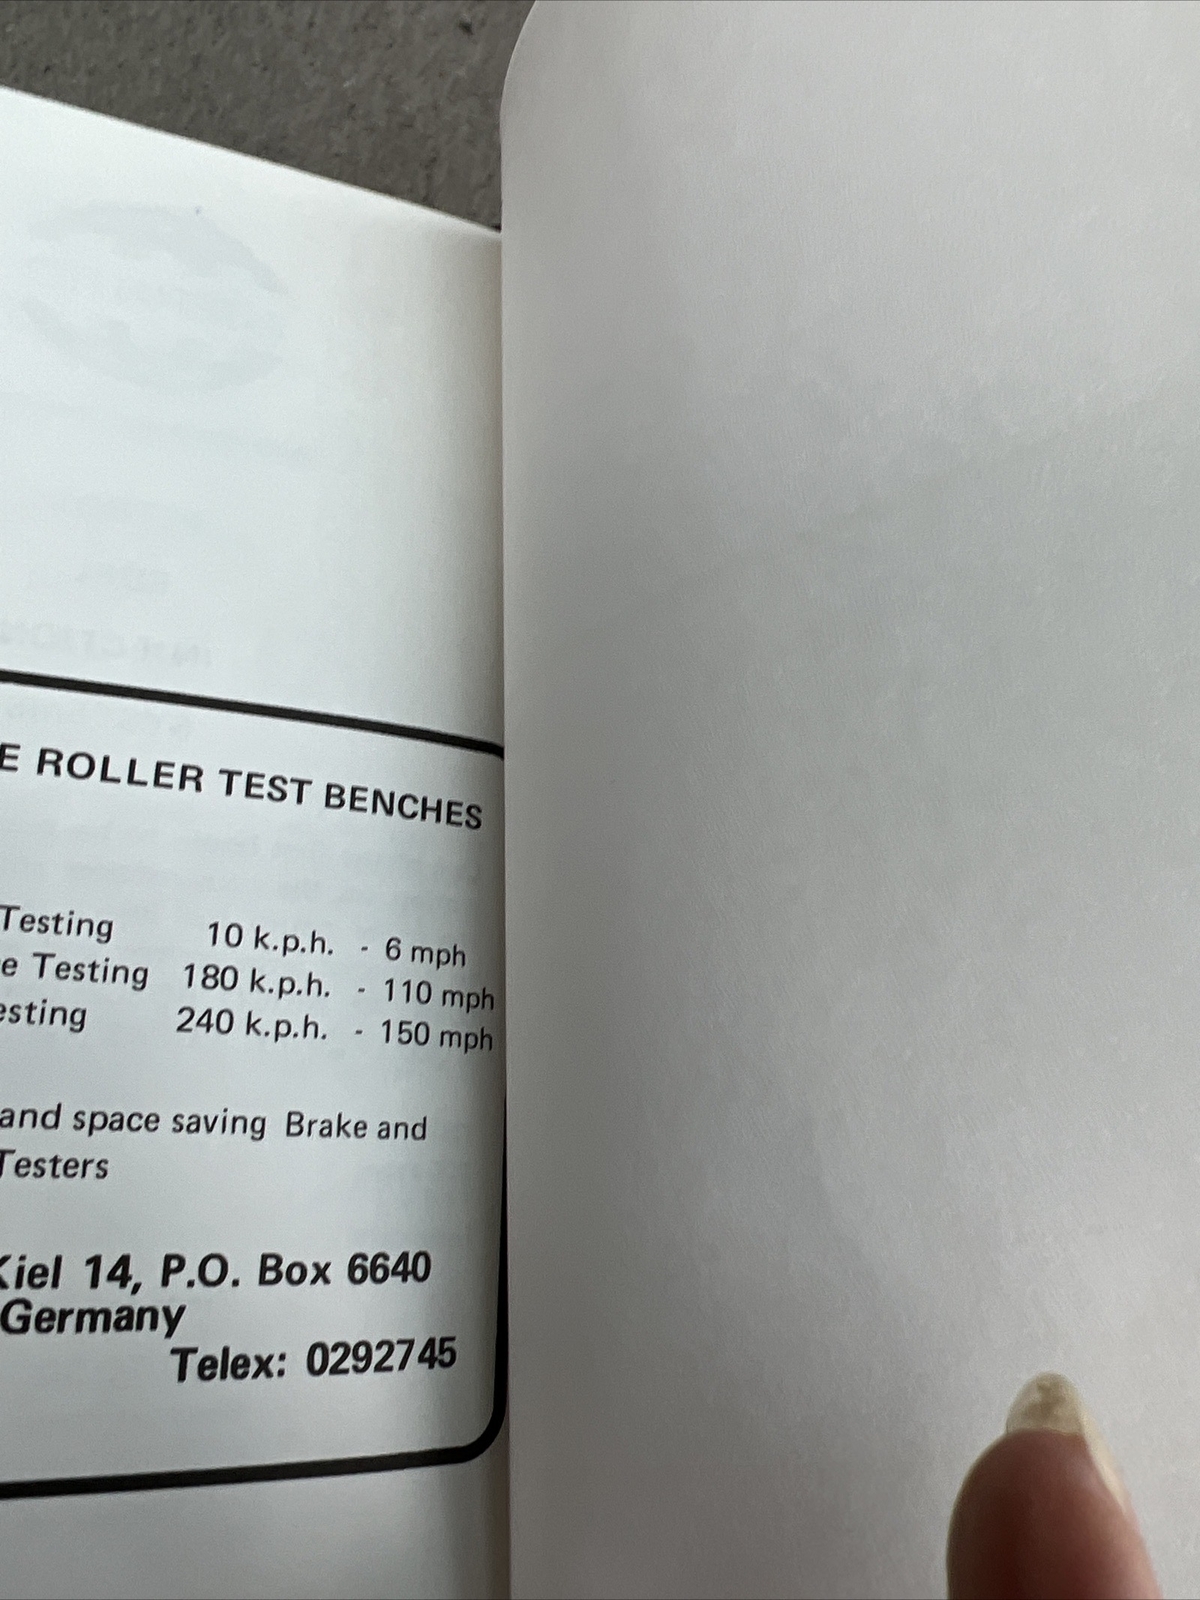 E ROLLER TEST BENCHES
Testing 10 k.p.h. - 6 mph
e Testing 180 k.p.h. - 110 mph
esting 240 k.p.h. - 150 mph
and space saving Brake and
Testers
Kiel 14, P.O. Box 6640
Germany
Telex: 0292745